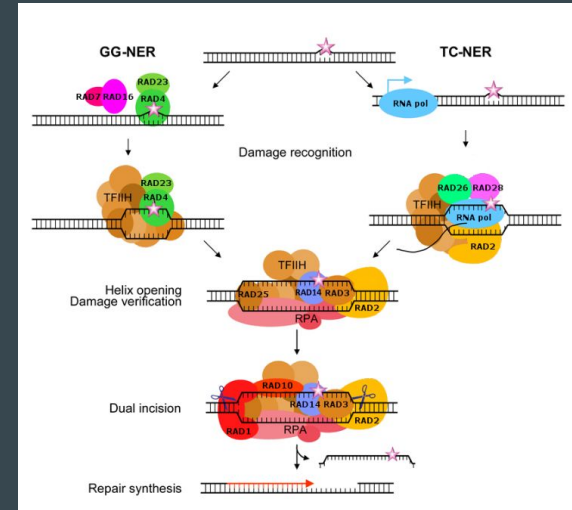 GG-NER
TC-NER
RAD23
RAD7 RAD16 RAD4
RNA pol
Damage recognition
RAD23
TFIIH RAD4
RAD26 RAD28
TFIIH
RNA pol
RAD2
Helix opening
Damage verification
TFIIH
RAD25 RAD14 RAD3
RAD2
RPA
Dual incision
RAD10
RAD14 RAD3
RAD1 RAD2
RPA
Repair synthesis